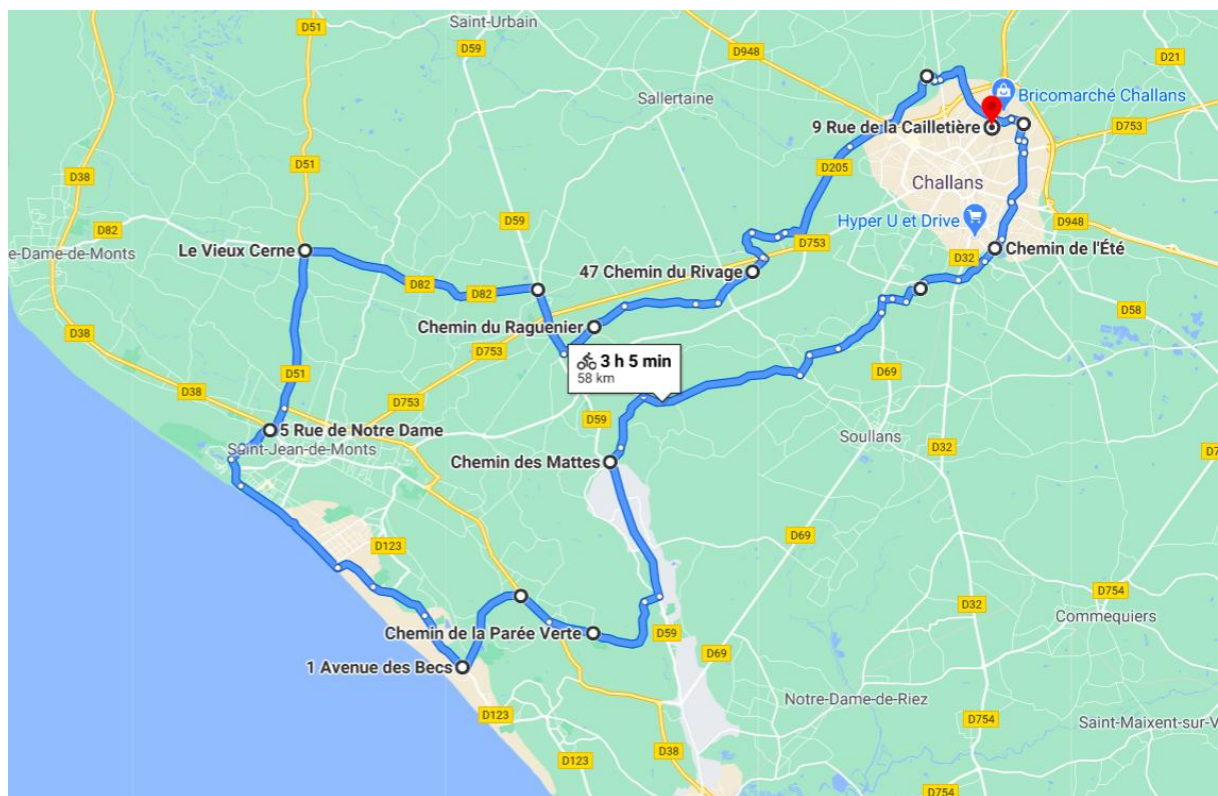 Saint-Urbain
D51
D59
D948
D21
Sallertaine
Bricomarché Challans
9 Rue de la Cailletière
D753
D51
D38
D205
Challans
D59
D82
Hyper U et Drive
D948
Le Vieux Cerne
e-Dame-de-Monts
D753
Chemin de l'Été
D32
47 Chemin du Rivage
D82
D82
D58
Chemin du Raguenier
D38
D753
3 h 5 min
58 km
D51
D69
D38
D753
D59
5 Rue de Notre Dame
Saint-Jean-de-Monts
Soullans
D32
D7
Chemin des Mattes
D69
D123
D754
D32
Commequiers
Chemin de la Parée Verte
D59
D69
1 Avenue des Becs
Notre-Dame-de-Riez
D123
D754
Saint-Maixent-sur-V
D38
D123
D754